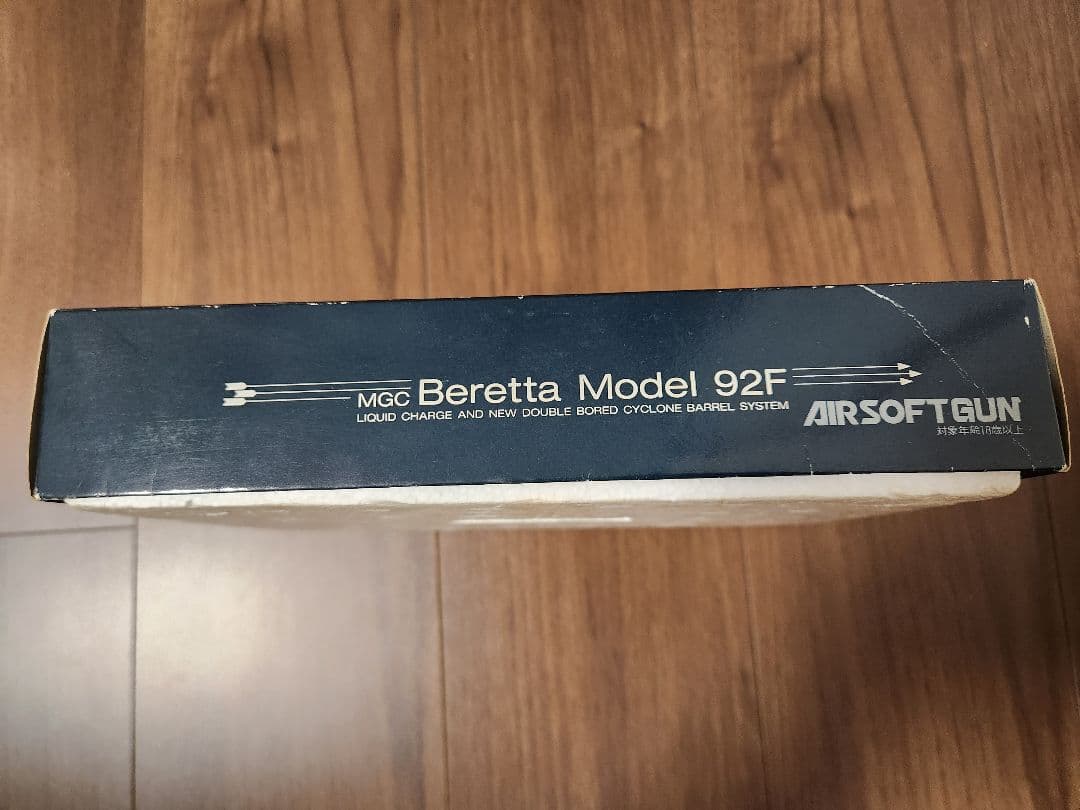 MGC Beretta Model 92F
LIQUID CHARGE AND NEW DOUBLE BORED CYCLONE BARREL SYSTEM
AIRSOFTGUN
対象年齢18歳以上